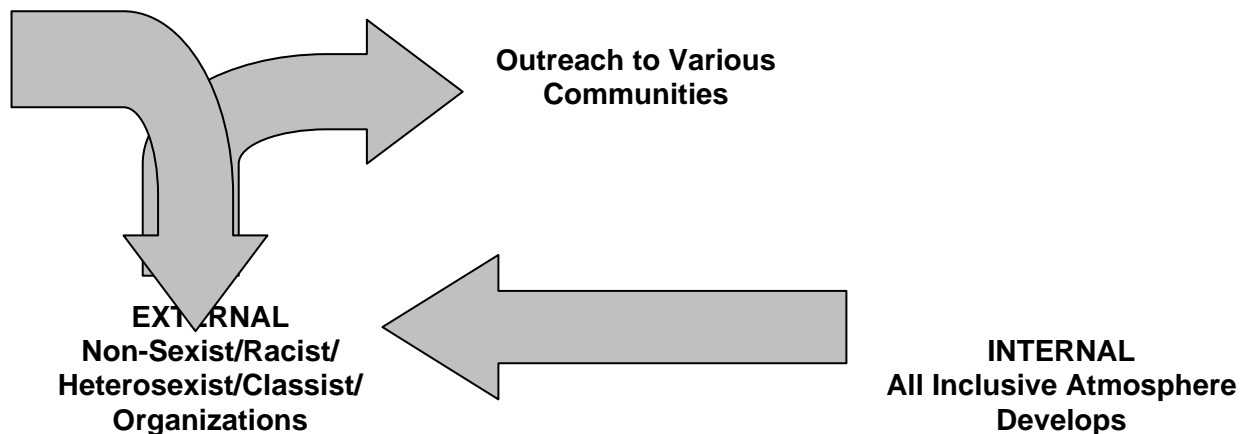 Outreach to Various
Communities
EXTERNAL
Non-Sexist/Racist/
Heterosexist/Classist/
Organizations
INTERNAL
All Inclusive Atmosphere
Develops